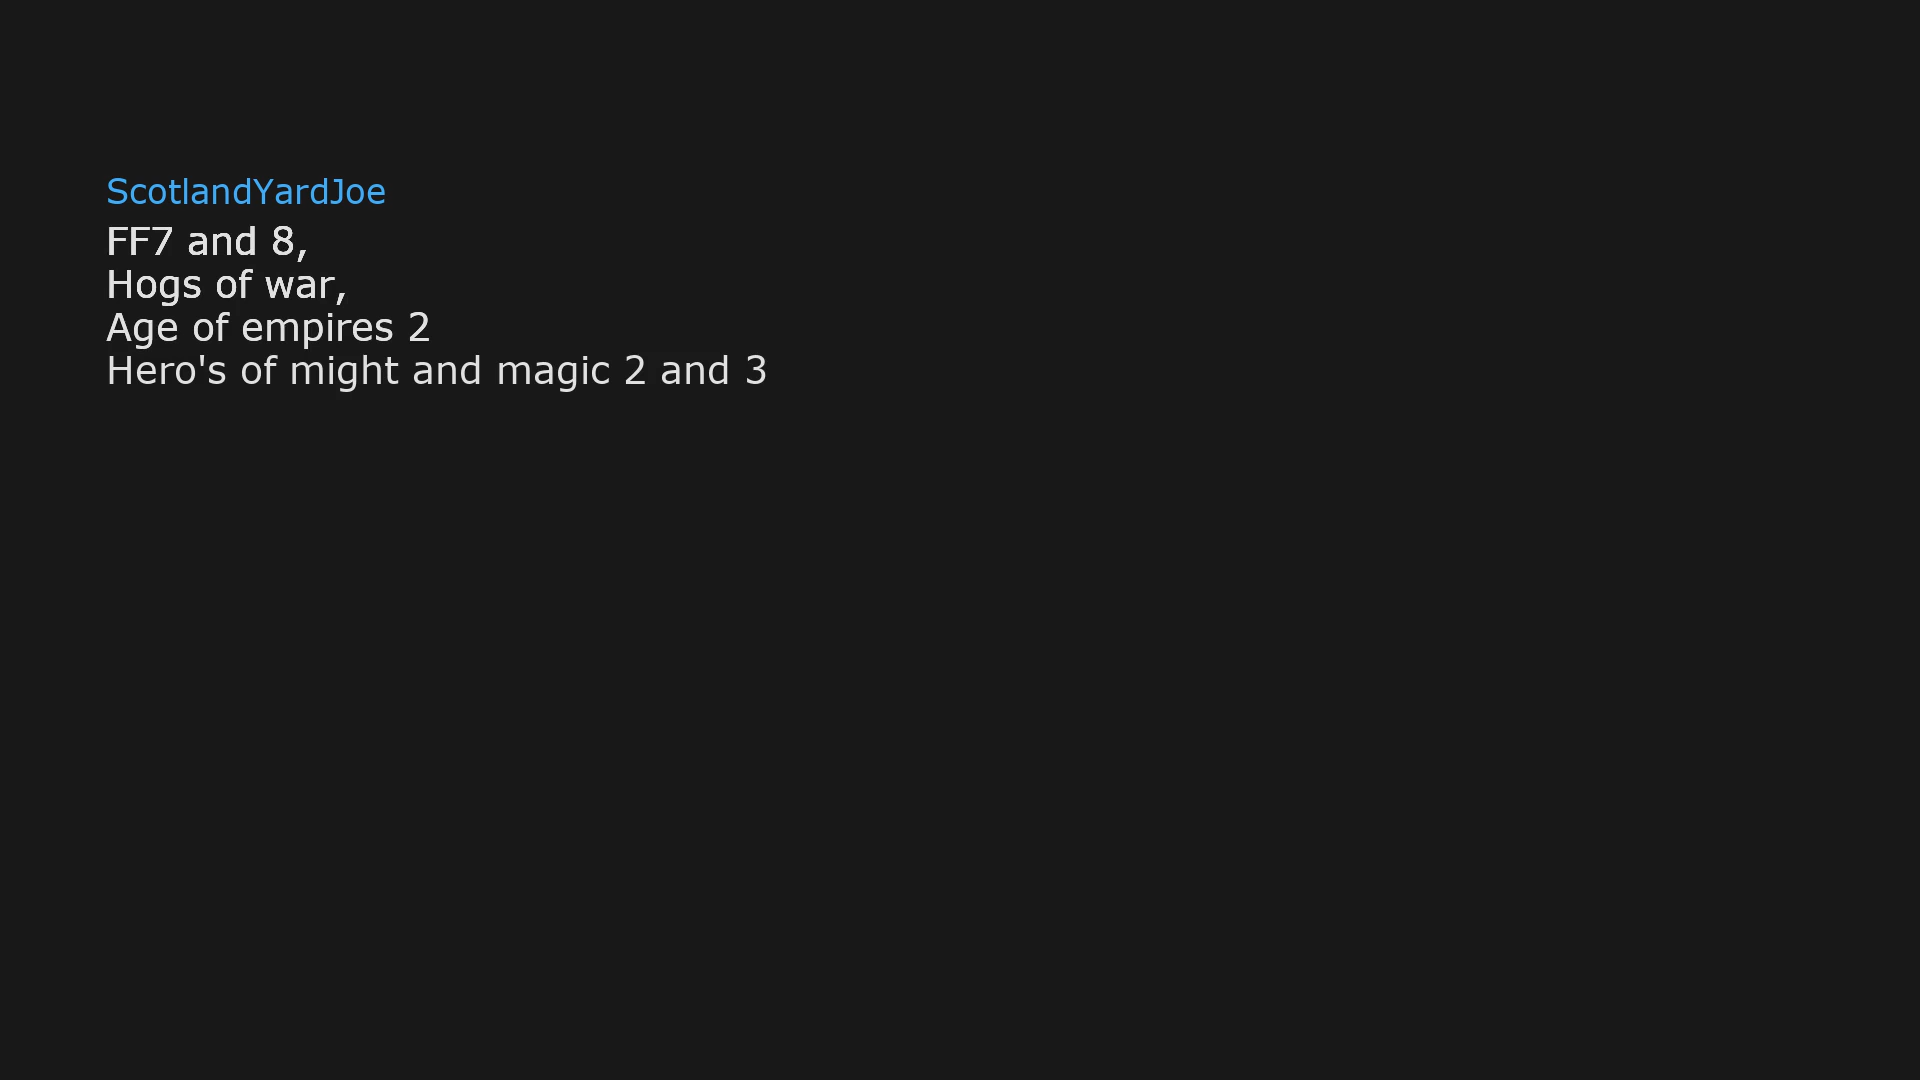 ScotlandYardJoe
FF7 and 8,
Hogs of war,
Age of empires 2
Hero's of might and magic 2 and 3